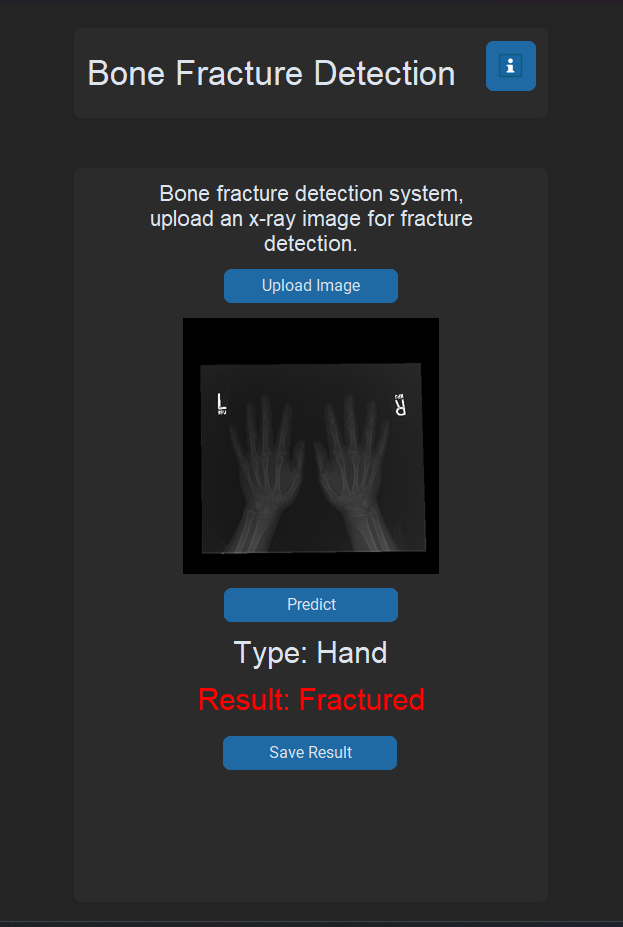 Bone Fracture Detection
i
Bone fracture detection system,
upload an x-ray image for fracture
detection.
Upload Image
L
R
Predict
Type: Hand
Result: Fractured
Save Result